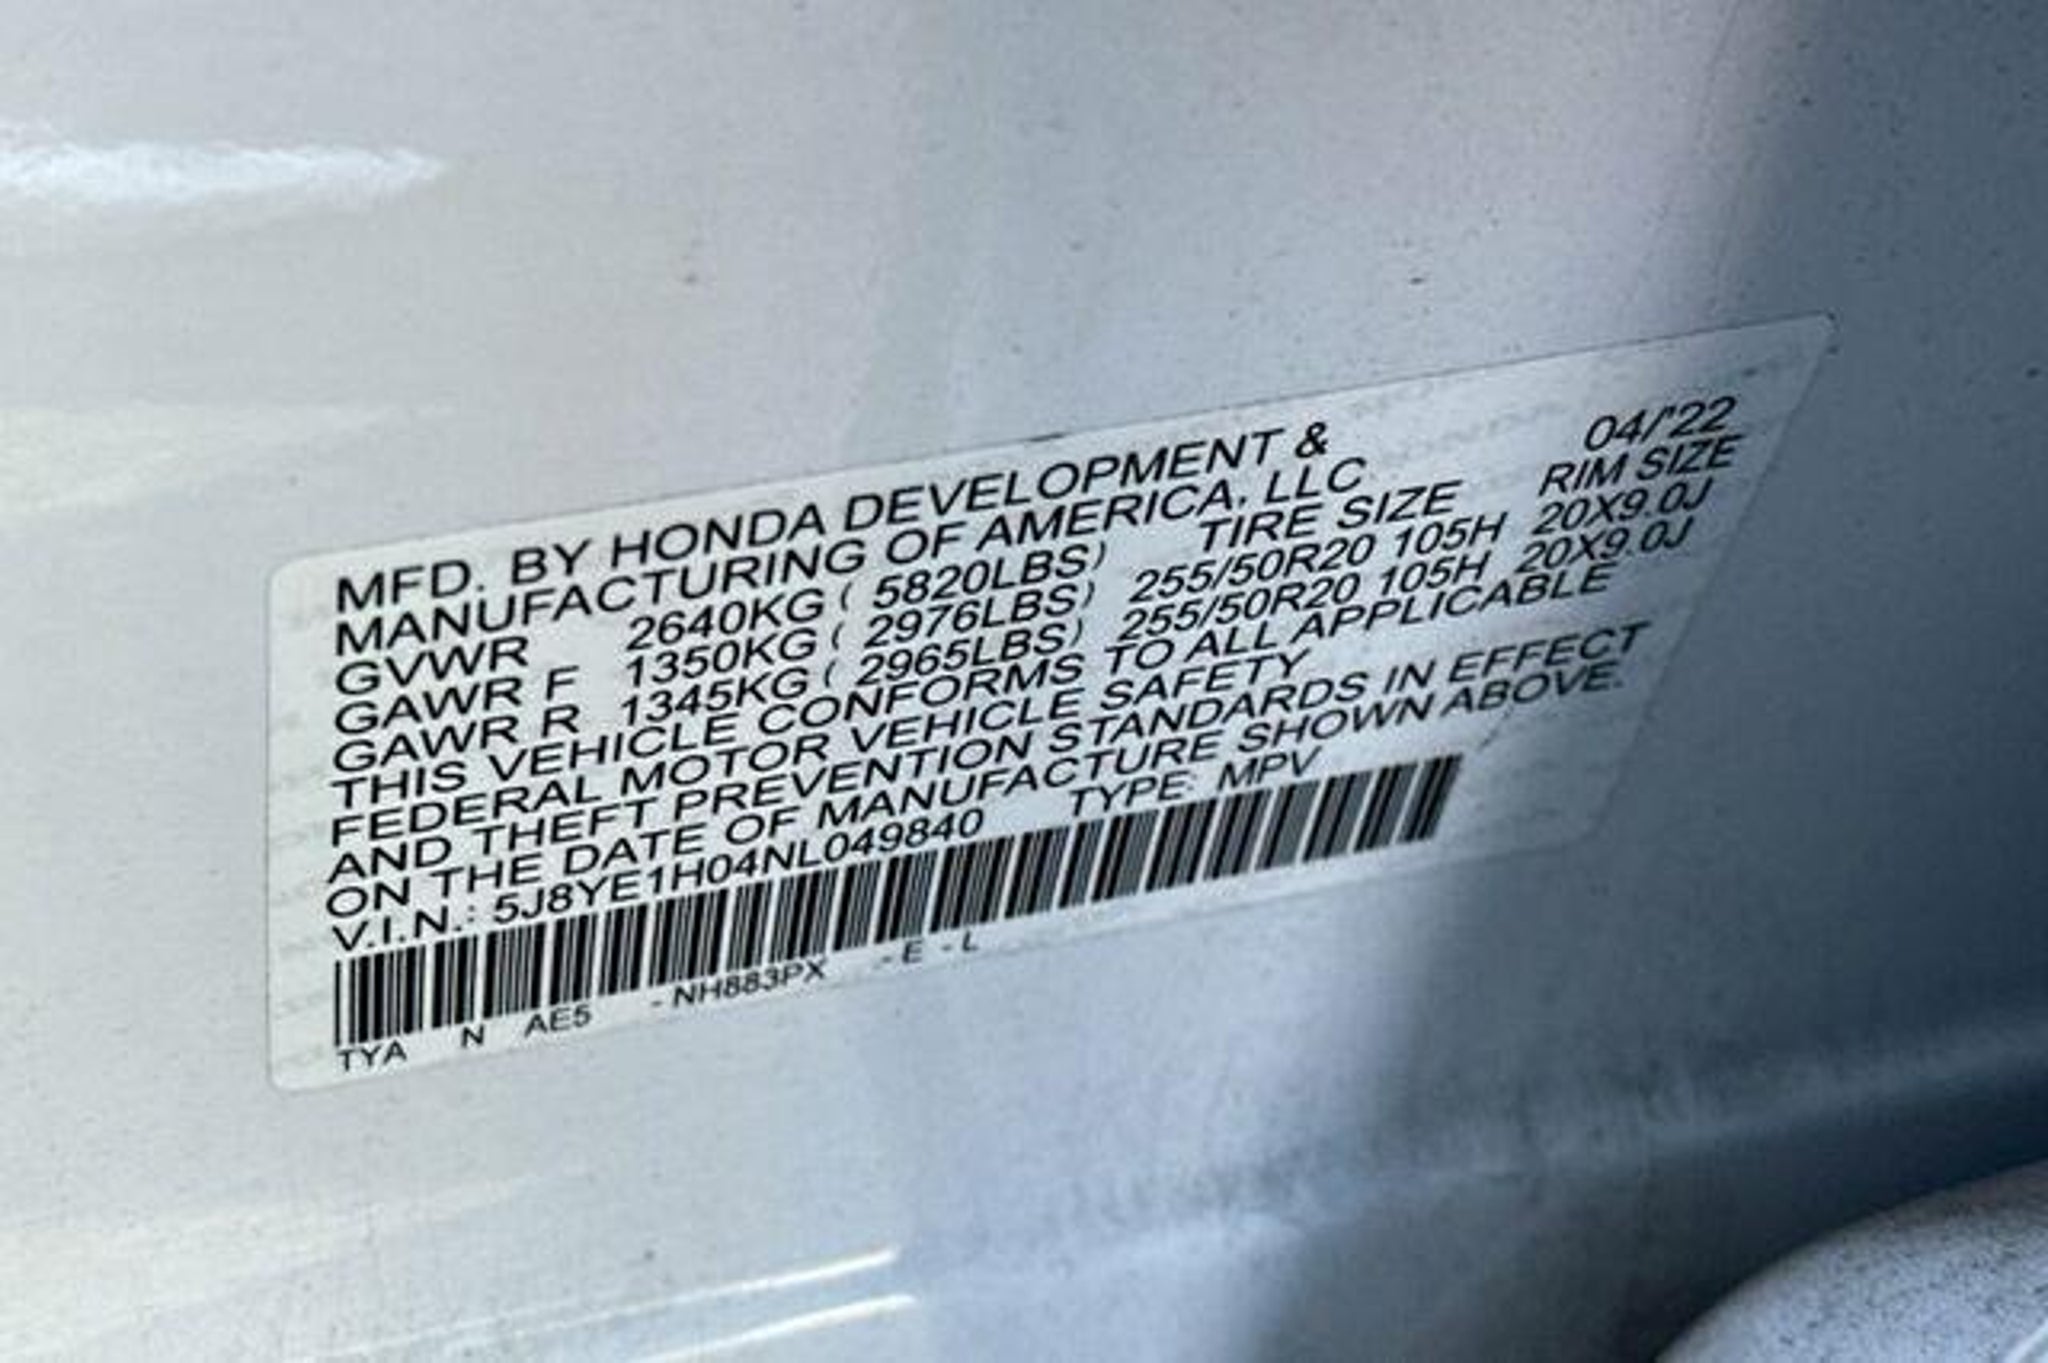 MFD. BY HONDA DEVELOPMENT &
MANUFACTURING OF AMERICA, LLC 04/'22
GVWR 2640KG ( 5820LBS) TIRE SIZE RIM SIZE
GAWR F 1350KG ( 2976LBS) 255/50R20 105H 20X9.0J
GAWR R 1345KG ( 2965LBS) 255/50R20 105H 20X9.0J
THIS VEHICLE CONFORMS TO ALL APPLICABLE
FEDERAL MOTOR VEHICLE SAFETY
AND THEFT PREVENTION STANDARDS IN EFFECT
ON THE DATE OF MANUFACTURE SHOWN ABOVE.
V.I.N.: 5J8YE1H04NL049840 TYPE: MPV
TYA N AE5 - NH883PX - E - L